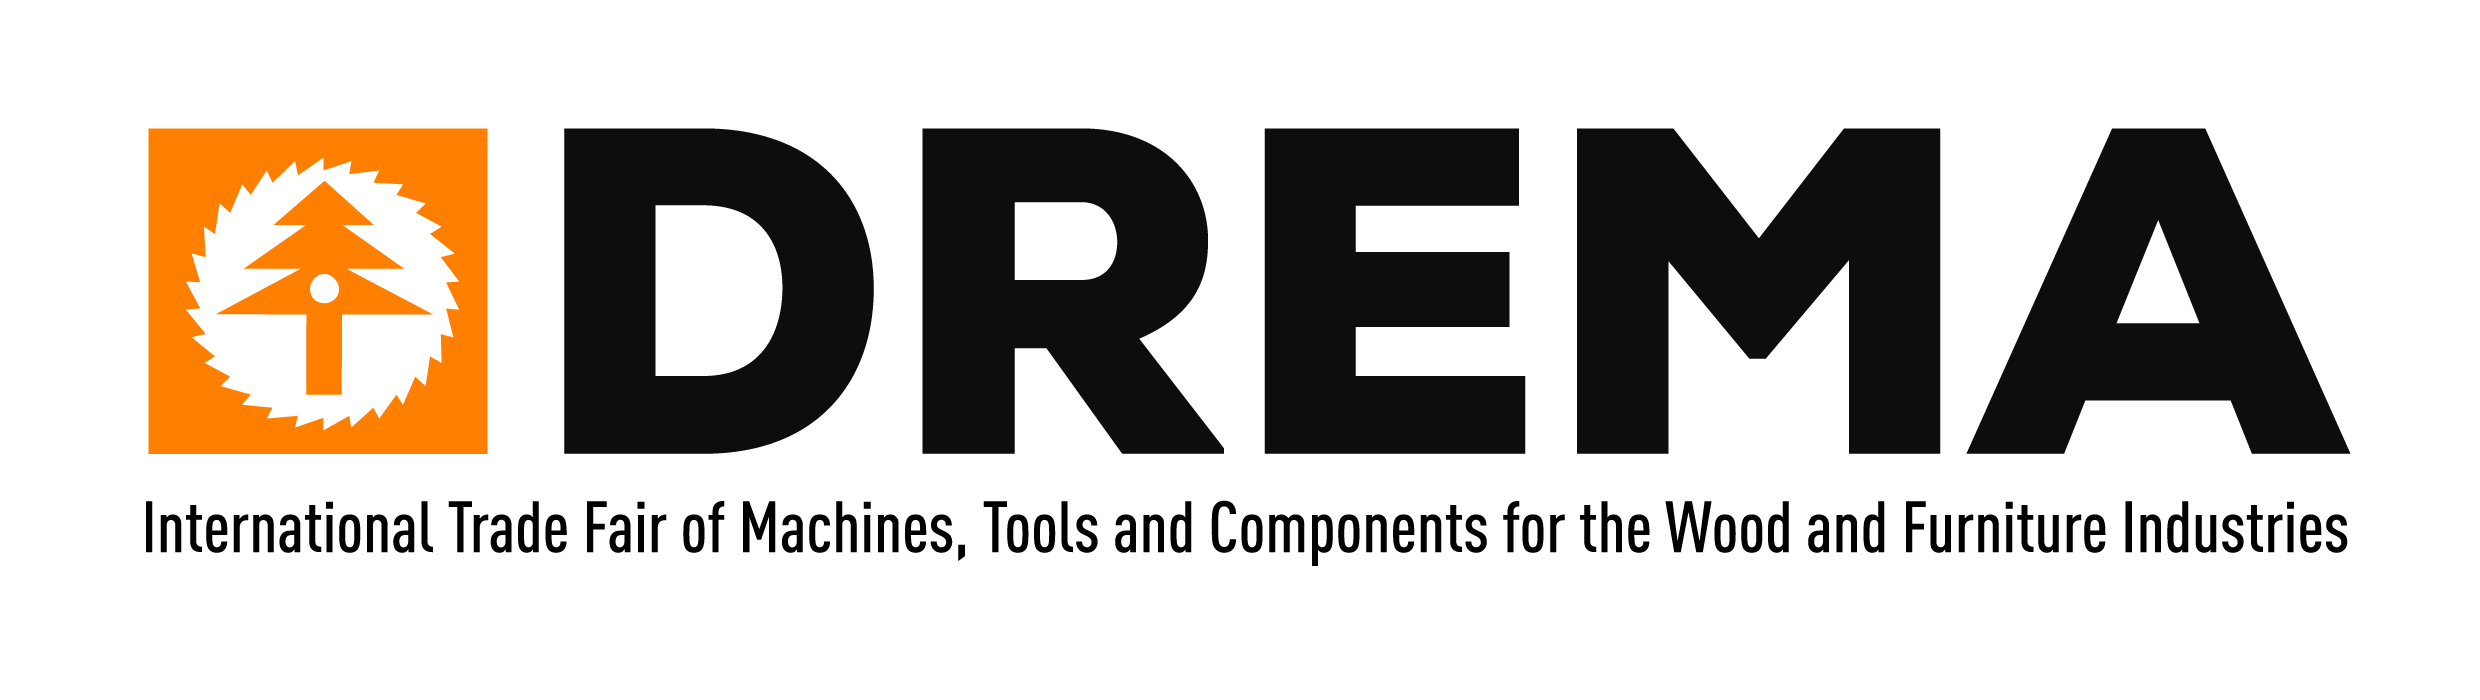 DREMA
International Trade Fair of Machines, Tools and Components for the Wood and Furniture Industries